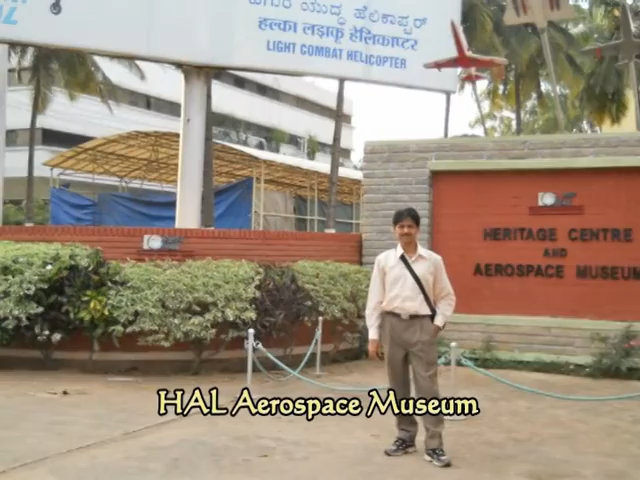 ಹಗುರ ಯುದ್ಧ ಹೆಲಿಕಾಪ್ಟರ್
हल्का लड़ाकू हेलिकाप्टर
LIGHT COMBAT HELICOPTER
HERITAGE CENTRE
AND
AEROSPACE MUSEUM
HAL Aerospace Museum